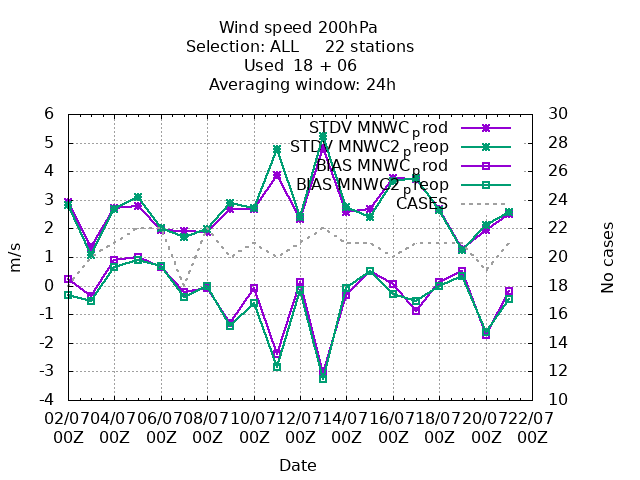 Wind speed 200hPa
Selection: ALL 22 stations
Used 18 + 06
Averaging window: 24h
6 30
5 28
4 26
3 24
2 22
1 20
0 18
-1 16
-2 14
-3 12
-4 10
STDV MNWC_prod
STDV MNWC2_preop
BIAS MNWC_prod
BIAS MNWC2_preop
CASES
m/s
No cases
02/07 04/07 06/07 08/07 10/07 12/07 14/07 16/07 18/07 20/07 22/07
00Z 00Z 00Z 00Z 00Z 00Z 00Z 00Z 00Z 00Z 00Z
Date